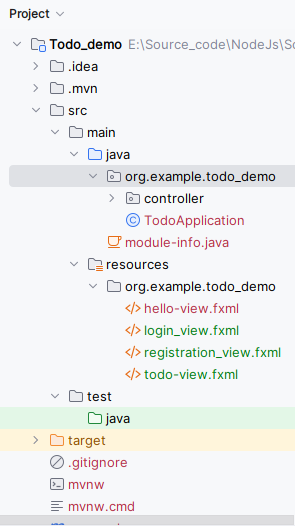 Project
Todo_demo E:\Source_code\NodeJs\So
.idea
.mvn
src
main
java
org.example.todo_demo
controller
TodoApplication
module-info.java
resources
org.example.todo_demo
hello-view.fxml
login_view.fxml
registration_view.fxml
todo-view.fxml
test
java
target
.gitignore
mvnw
mvnw.cmd